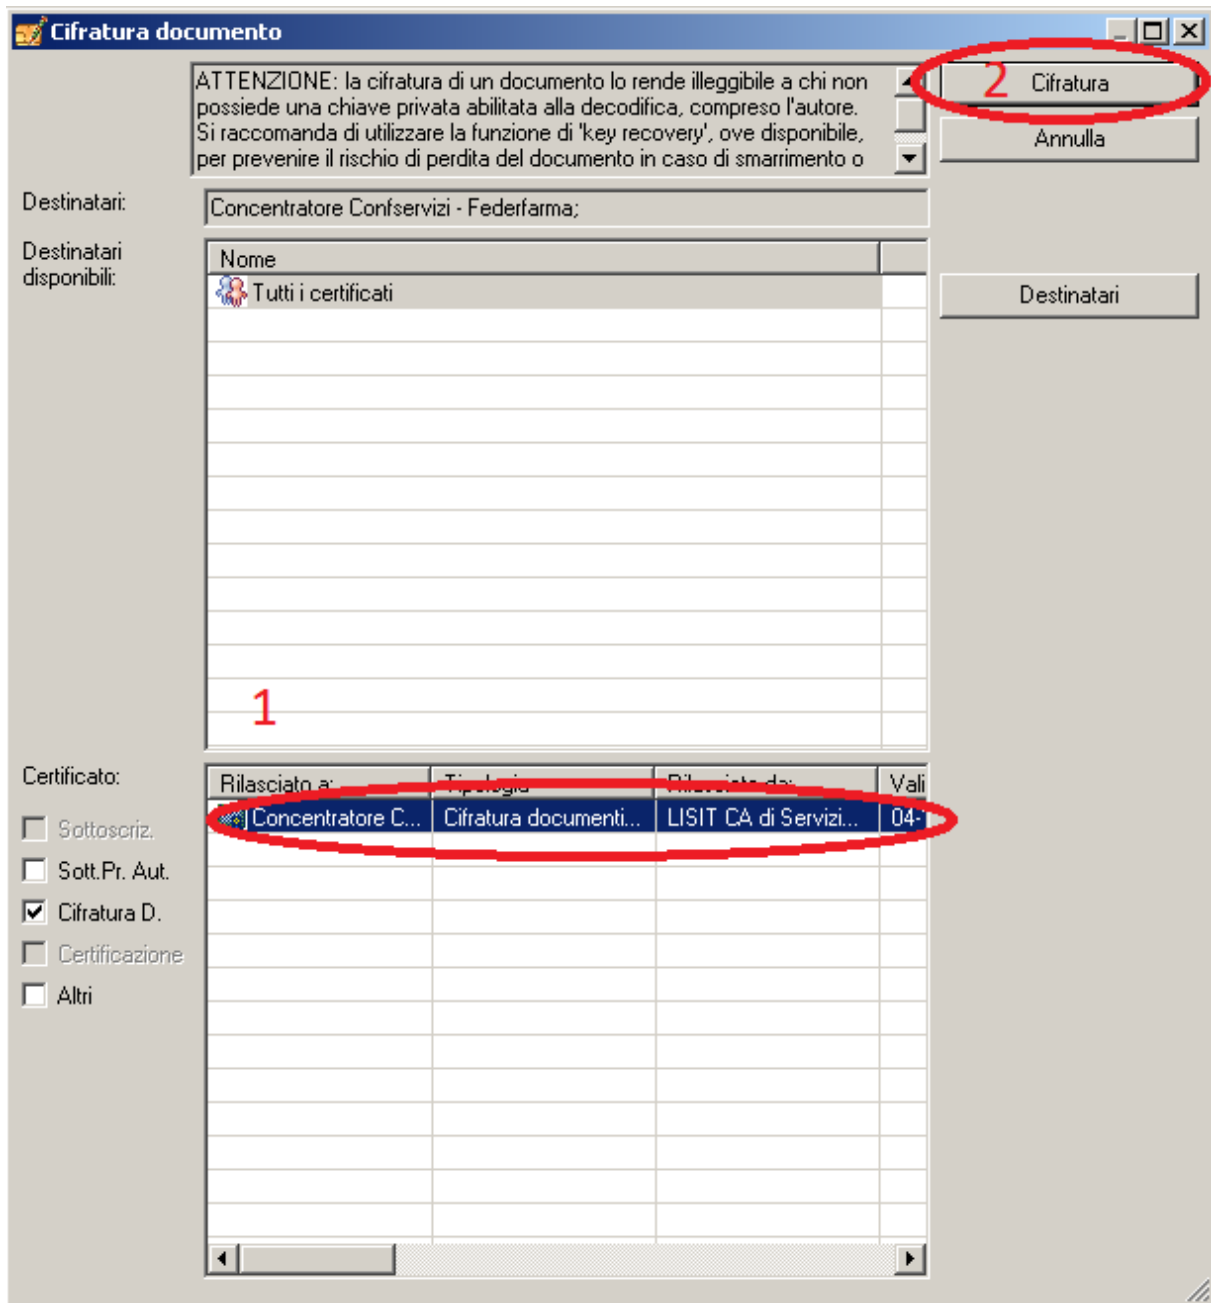 Cifratura documento
ATTENZIONE: la cifratura di un documento lo rende illeggibile a chi non
possiede una chiave privata abilitata alla decodifica, compreso l'autore.
Si raccomanda di utilizzare la funzione di 'key recovery', ove disponibile,
per prevenire il rischio di perdita del documento in caso di smarrimento o
2 Cifratura
Annulla
Destinatari:
Concentratore Confservizi - Federfarma;
Destinatari
disponibili:
Nome
Tutti i certificati
Destinatari
1
Certificato:
Rilasciato a: Tipologia Rilasciato da: Vali
Concentratore C... Cifratura documenti... LISIT CA di Servizi... 04-
Sottoscriz.
Sott.Pr. Aut.
Cifratura D.
Certificazione
Altri